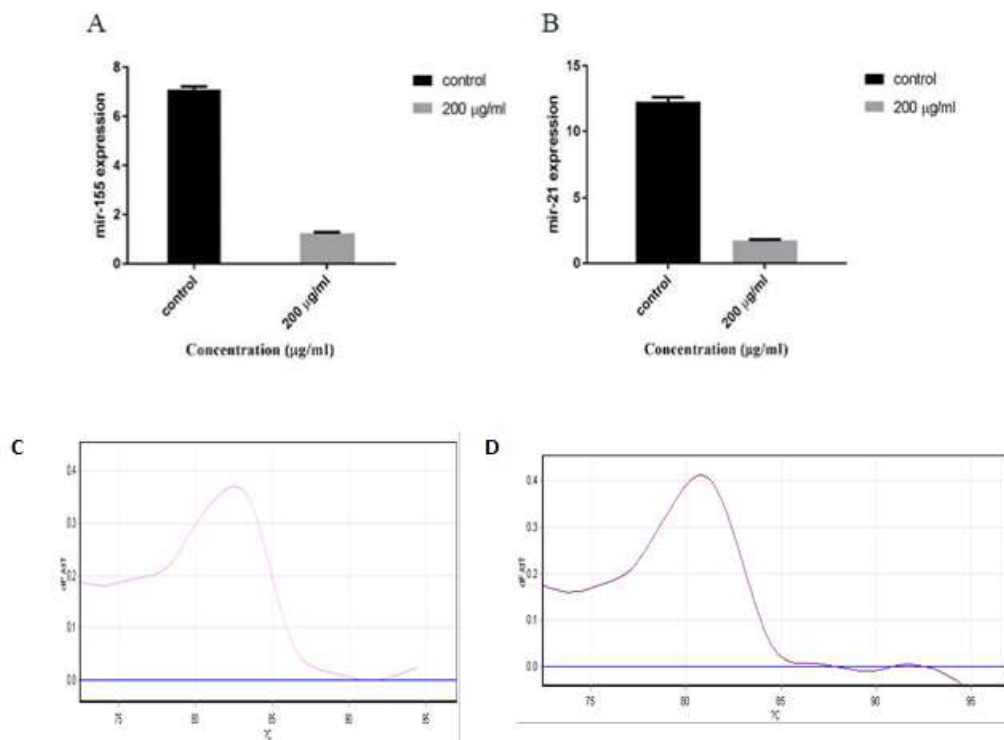 A
8
6
4
2
0
mir-155 expression
control
200 µg/ml
control
200 µg/ml
Concentration (µg/ml)
B
15
10
5
0
mir-21 expression
control
200 µg/ml
control
200 µg/ml
Concentration (µg/ml)
C
0.4
0.3
0.2
0.1
0.0
90
?C
D
0.4
0.3
0.2
0.1
0.0
75
80
85
90
95
?C